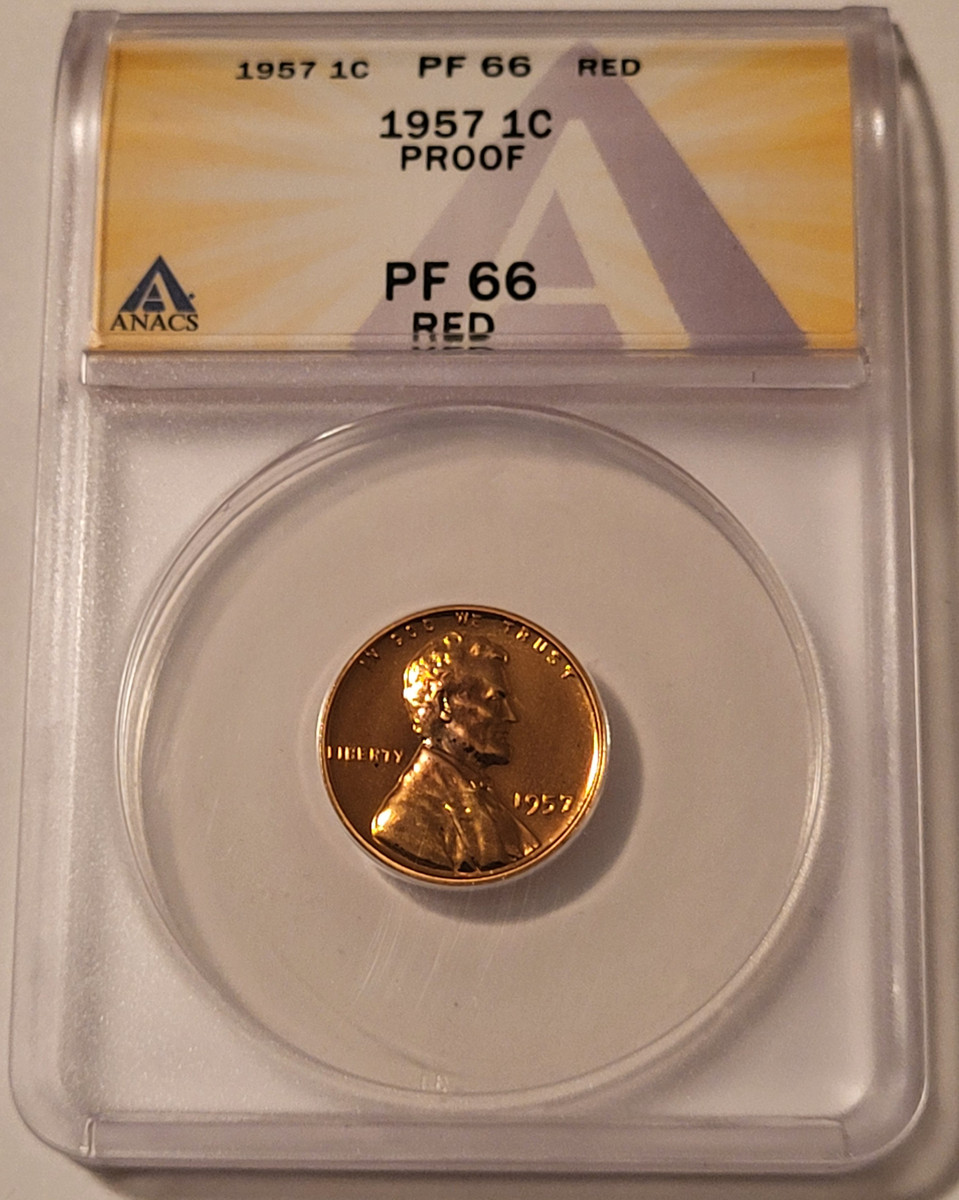 1957 1C PF 66 RED
1957 1C
PROOF
PF 66
RED
ANACS
IN GOD WE TRUST
LIBERTY
1957